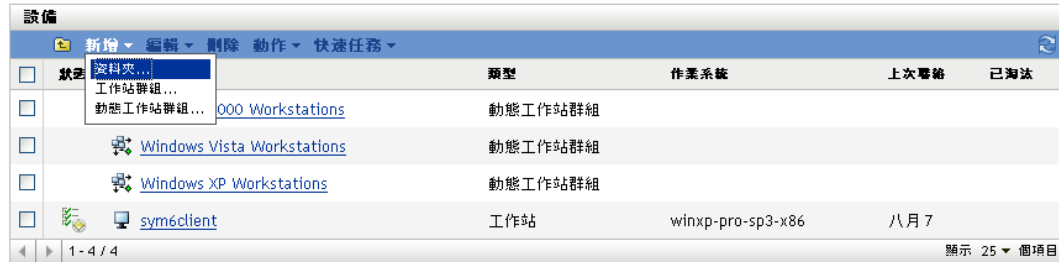 設備
新增 編輯 刪除 動作 快速任務
資料夾...
工作站群組...
動態工作站群組...
類型 作業系統 上次聯絡 已淘汰
000 Workstations 動態工作站群組
Windows Vista Workstations 動態工作站群組
Windows XP Workstations 動態工作站群組
sym6client 工作站 winxp-pro-sp3-x86 八月 7
1 - 4 / 4 顯示 25 個項目